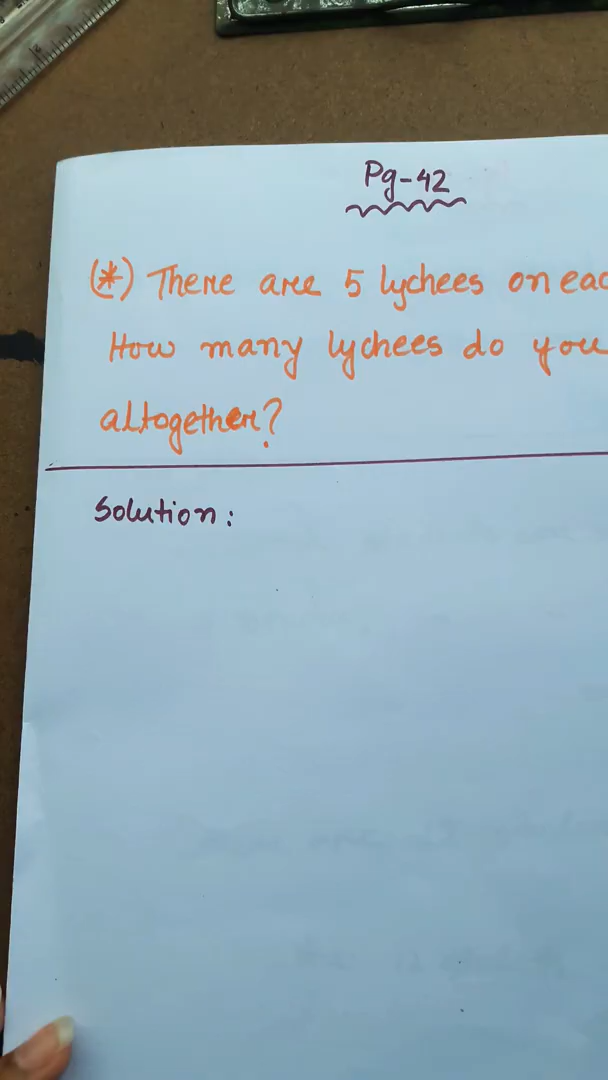 Pg-42
(*) There are 5 lychees on eac
How many lychees do you
altogether?
Solution: